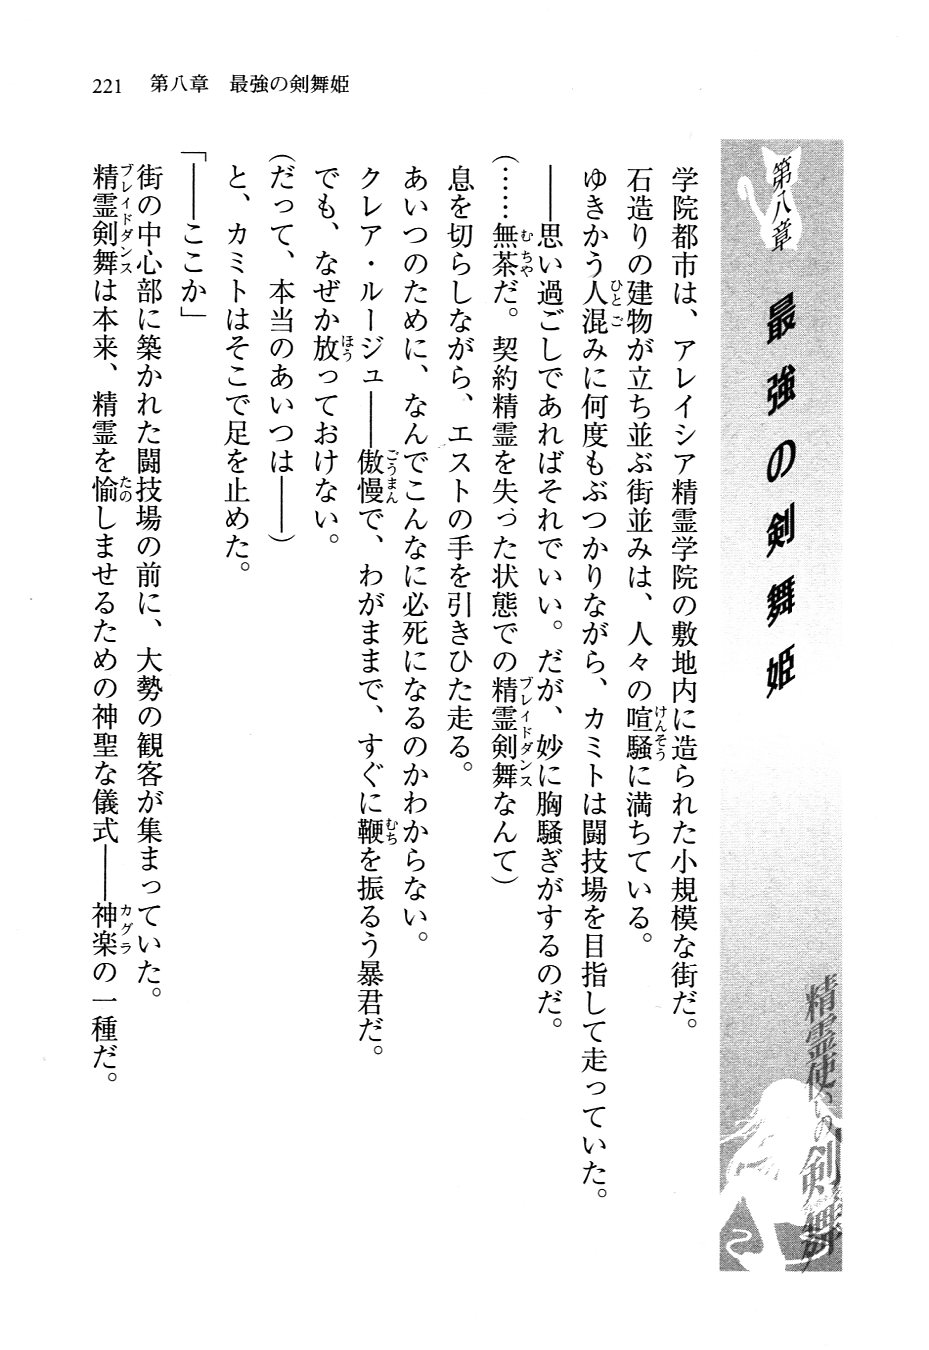 221　第八章　最強の剣舞姫
第八章
最強の剣舞姫
精霊使いの剣舞
学院都市は、アレイシア精霊学院の敷地内に造られた小規模な街だ。
石造りの建物が立ち並ぶ街並みは、人々の喧騒に満ちている。
ゆきかう人混みに何度もぶつかりながら、カミトは闘技場を目指して走っていた。
――思い過ごしであればそれでいい。だが、妙に胸騒ぎがするのだ。
（……無茶だ。契約精霊を失った状態での精霊剣舞なんて）
息を切らしながら、エストの手を引きひた走る。
あいつのために、なんでこんなに必死になるのかわからない。
クレア・ルージュ――傲慢で、わがままで、すぐに鞭を振るう暴君だ。
でも、なぜか放っておけない。
（だって、本当のあいつは――）
と、カミトはそこで足を止めた。
「――ここか」
街の中心部に築かれた闘技場の前に、大勢の観客が集まっていた。
精霊剣舞は本来、精霊を愉しませるための神聖な儀式――神楽の一種だ。
ひとご
けんそう
むちゃ
ブレイドダンス
ごうまん
むち
ほう
ブレイドダンス
たの
カグラ